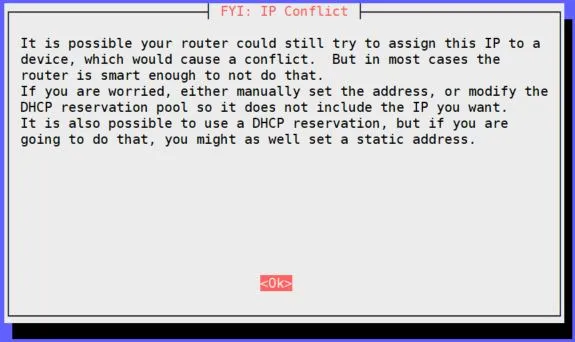 FYI: IP Conflict
It is possible your router could still try to assign this IP to a
device, which would cause a conflict.  But in most cases the
router is smart enough to not do that.
If you are worried, either manually set the address, or modify the
DHCP reservation pool so it does not include the IP you want.
It is also possible to use a DHCP reservation, but if you are
going to do that, you might as well set a static address.
<Ok>